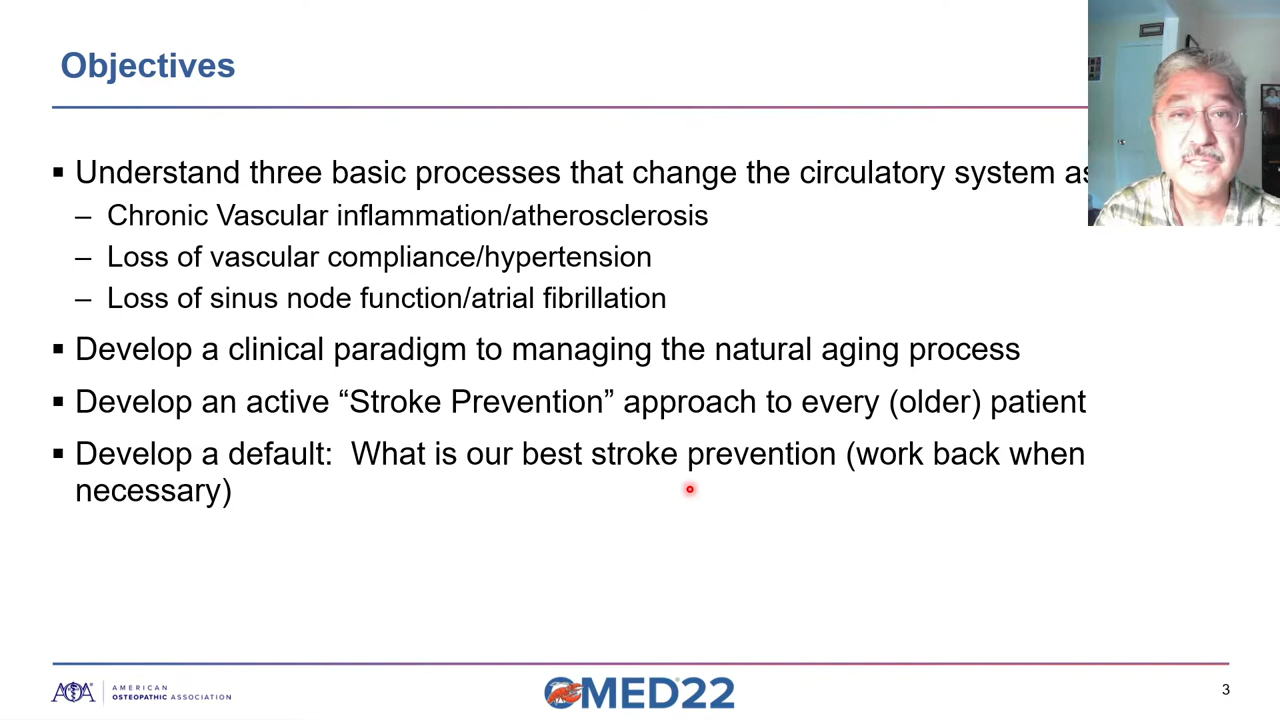 Objectives
▪ Understand three basic processes that change the circulatory system as
– Chronic Vascular inflammation/atherosclerosis
– Loss of vascular compliance/hypertension
– Loss of sinus node function/atrial fibrillation
▪ Develop a clinical paradigm to managing the natural aging process
▪ Develop an active “Stroke Prevention” approach to every (older) patient
▪ Develop a default:  What is our best stroke prevention (work back when
necessary)
AOA
AMERICAN
OSTEOPATHIC ASSOCIATION
OMED22
3